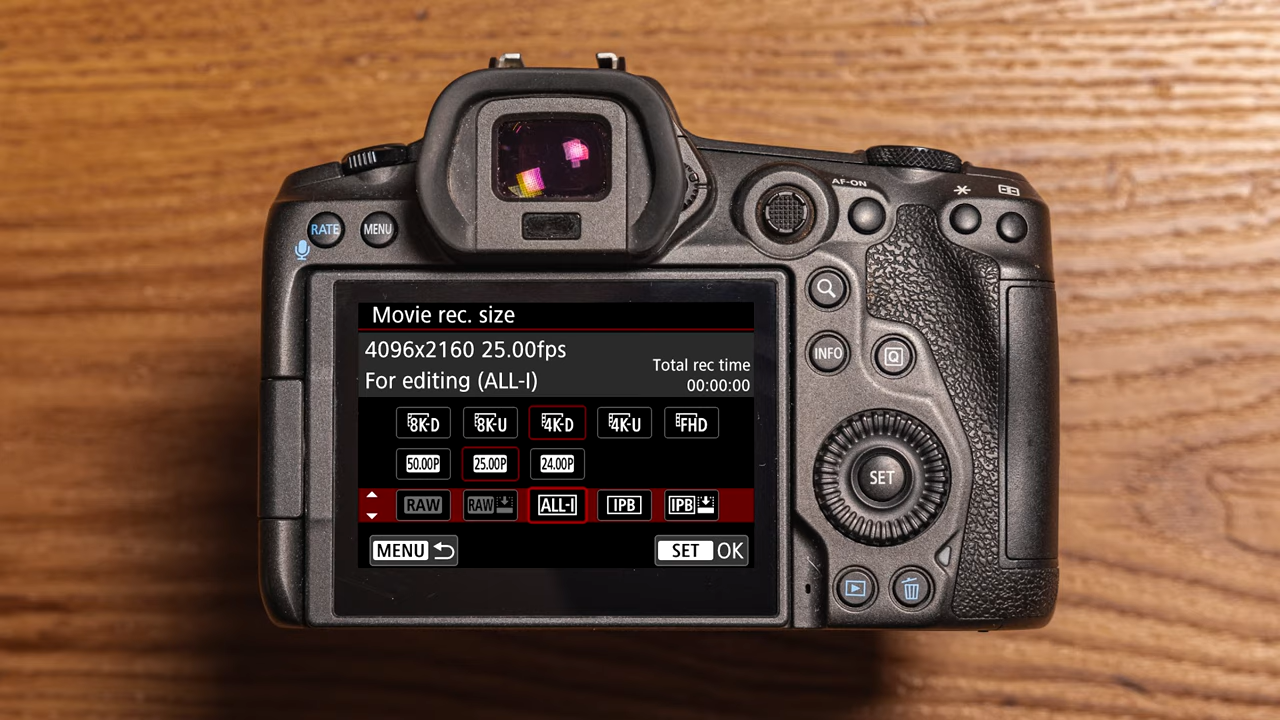 AF-ON
RATE
MENU
Movie rec. size
4096x2160 25.00fps
For editing (ALL-I)
Total rec time
00:00:00
INFO
Q
8K-D 8K-U 4K-D 4K-U FHD
50.00P 25.00P 24.00P
SET
RAW RAW ALL-I IPB IPB
MENU
SET OK